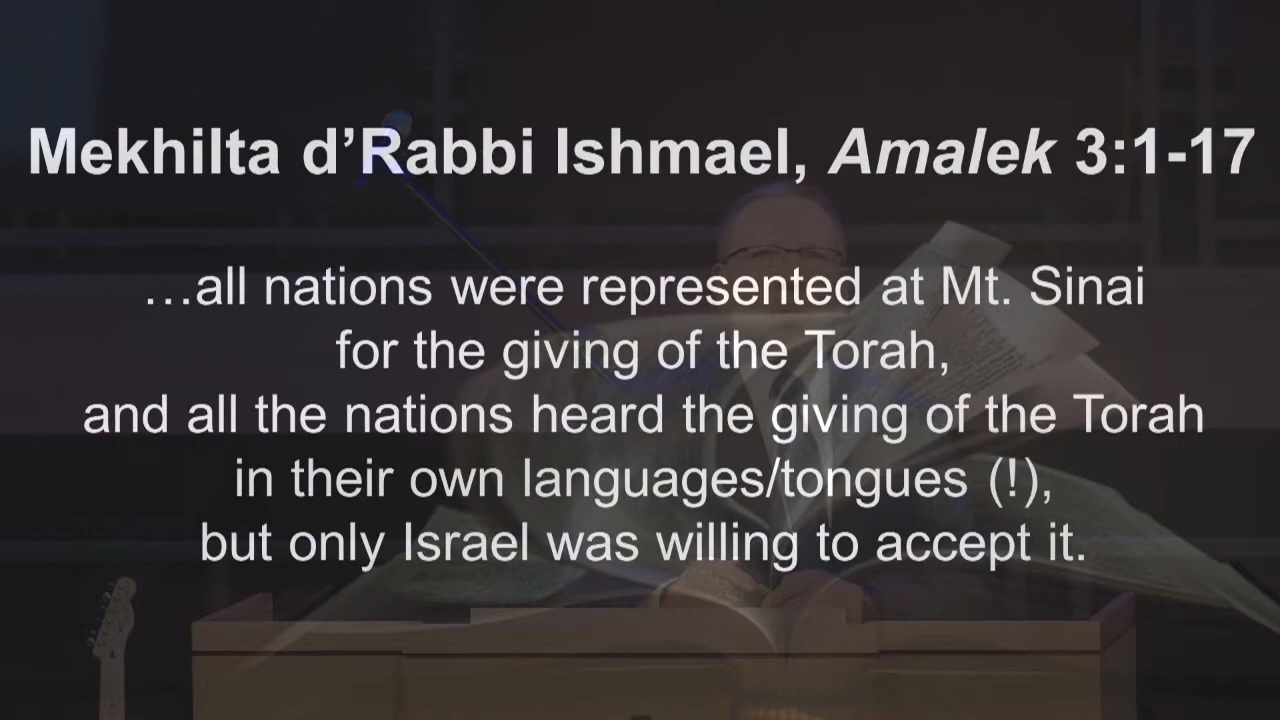 Mekhilta d’Rabbi Ishmael, Amalek 3:1-17
…all nations were represented at Mt. Sinai
for the giving of the Torah,
and all the nations heard the giving of the Torah
in their own languages/tongues (!),
but only Israel was willing to accept it.